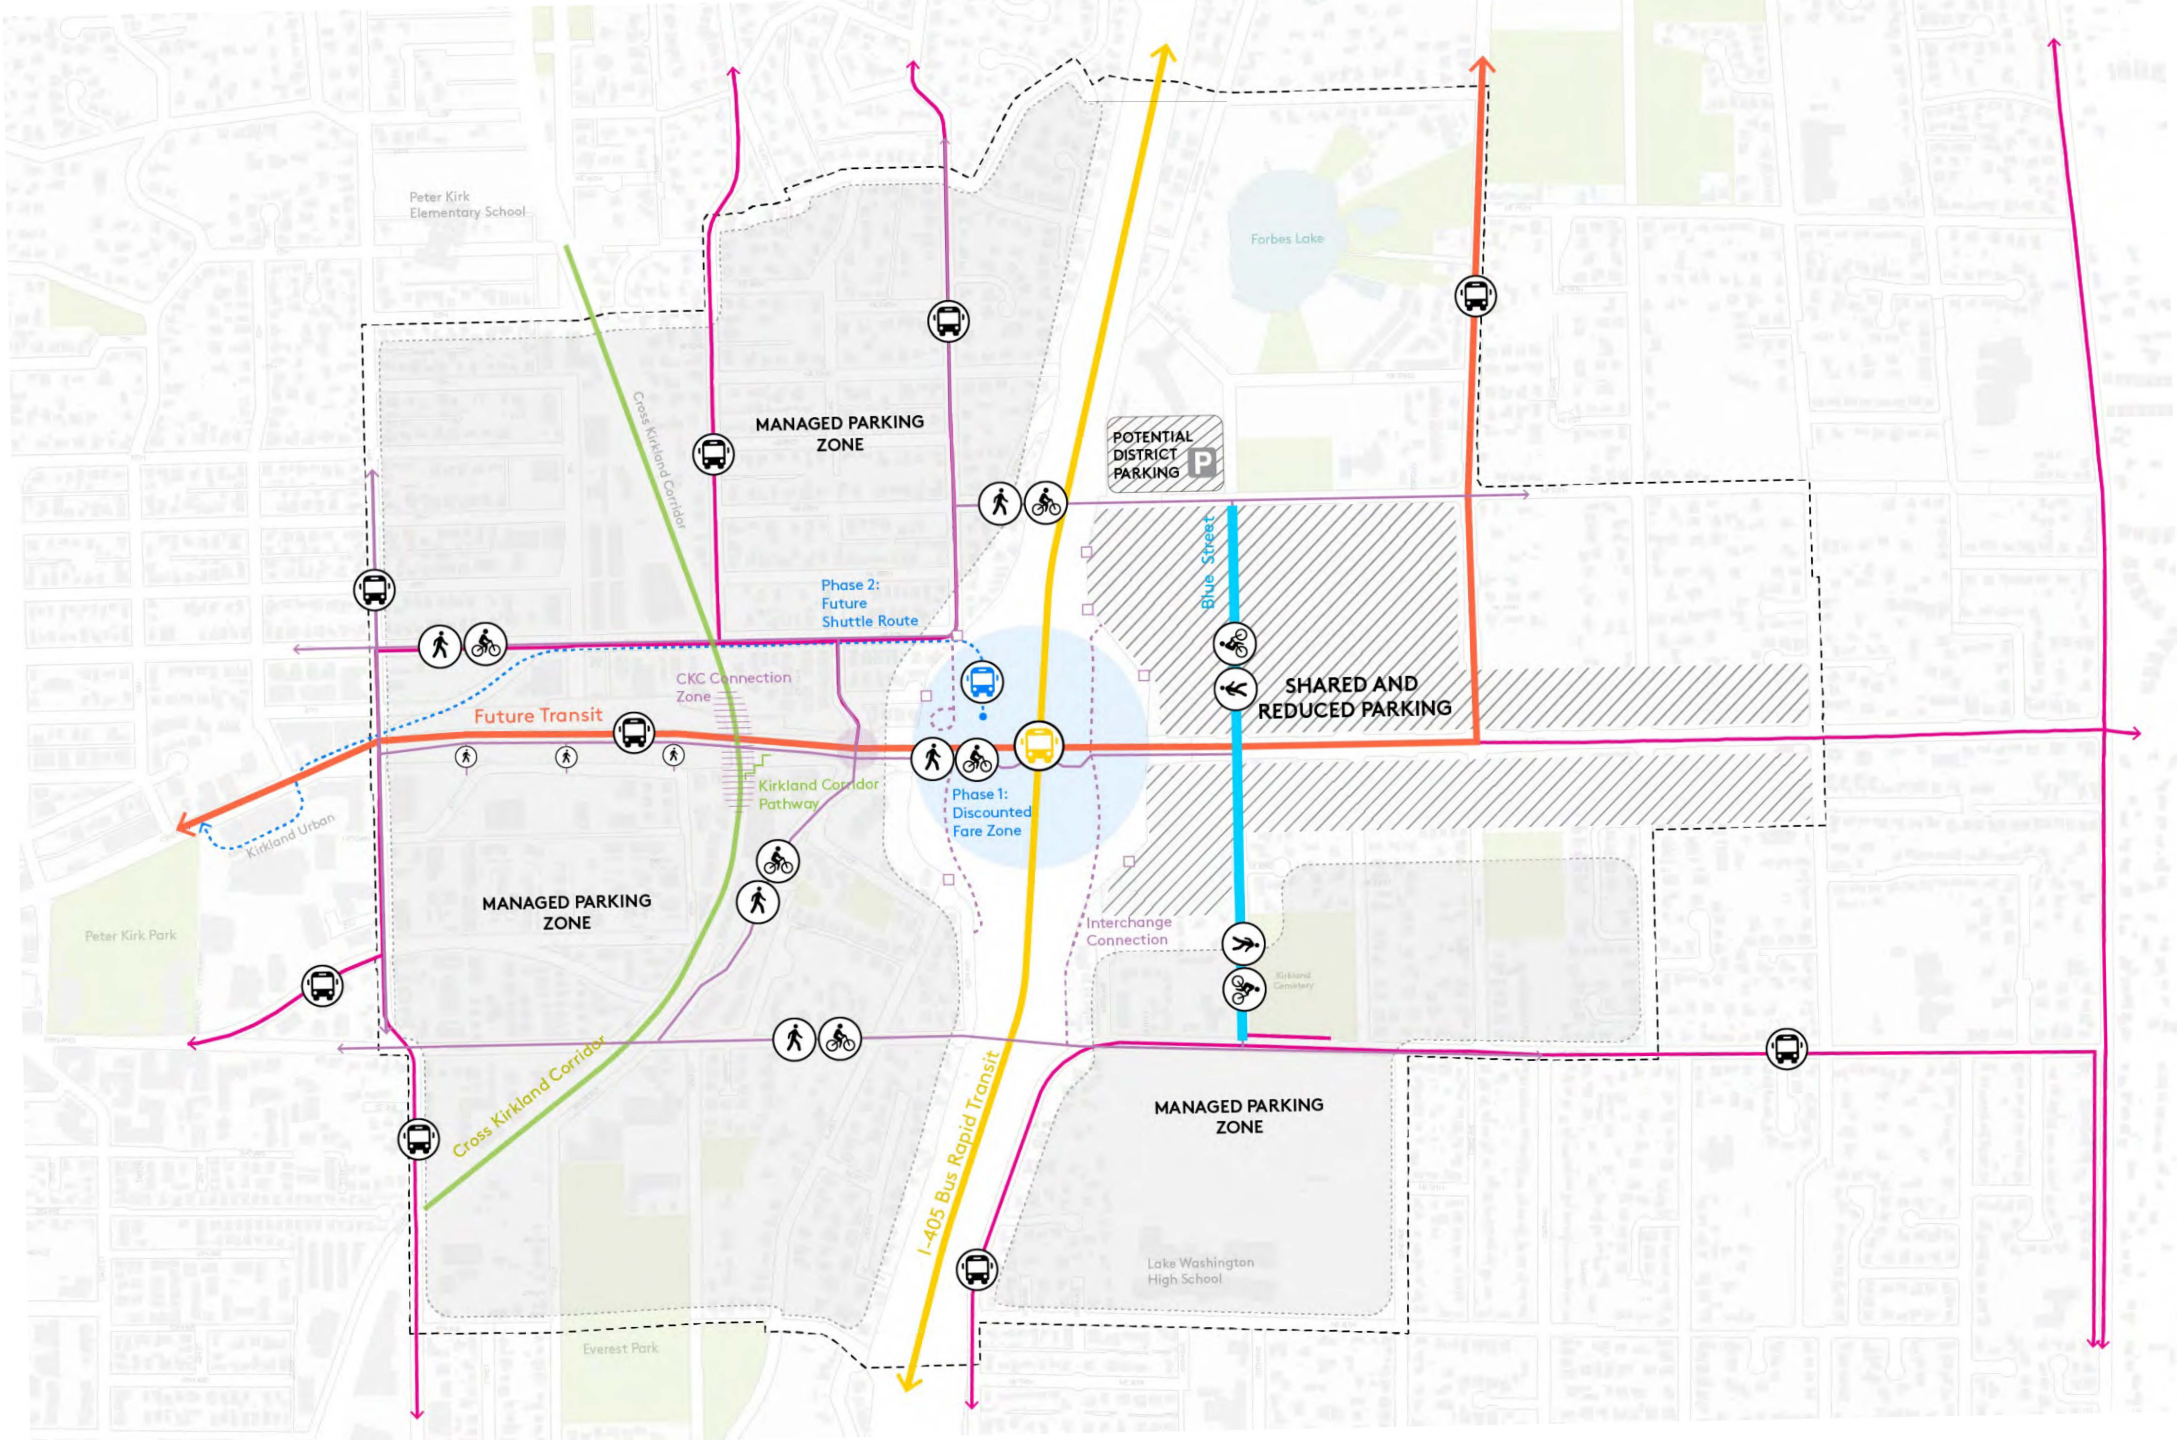 Peter Kirk
Elementary School
Forbes Lake
Cross Kirkland Corridor
MANAGED PARKING
ZONE
POTENTIAL
DISTRICT
PARKING
P
Blue Street
Phase 2:
Future
Shuttle Route
CKC Connection
Zone
SHARED AND
REDUCED PARKING
Future Transit
Kirkland Corridor
Pathway
Phase 1:
Discounted
Fare Zone
Kirkland Urban
MANAGED PARKING
ZONE
Peter Kirk Park
Interchange
Connection
Kirkland
Cemetery
Cross Kirkland Corridor
I-405 Bus Rapid Transit
MANAGED PARKING
ZONE
Lake Washington
High School
Everest Park